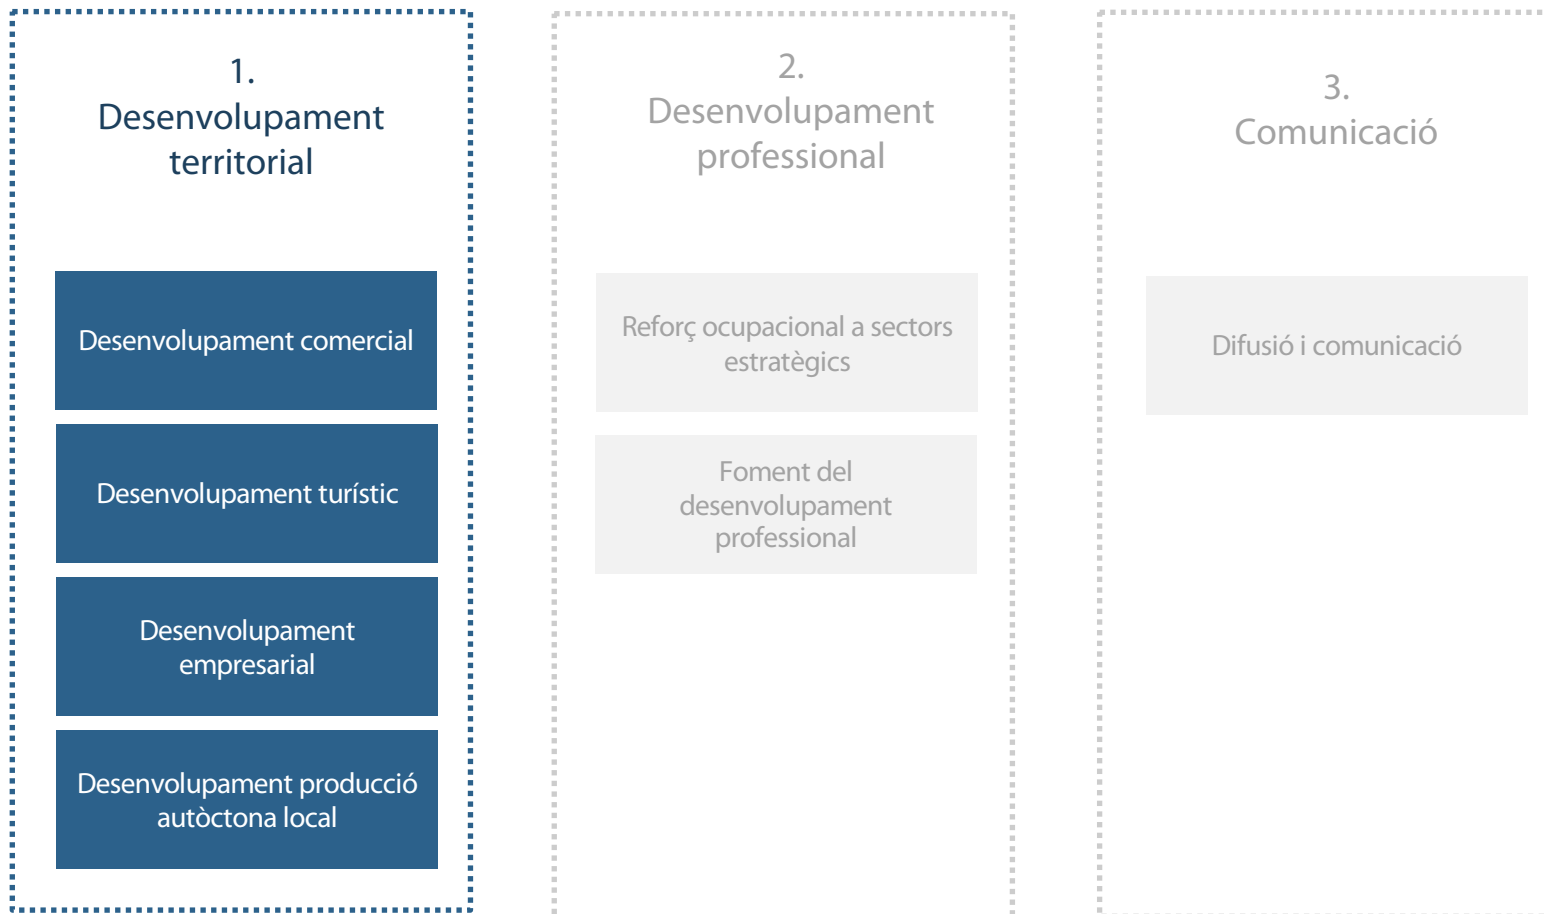 1.
Desenvolupament
territorial
Desenvolupament comercial
Desenvolupament turístic
Desenvolupament
empresarial
Desenvolupament producció
autòctona local
2.
Desenvolupament
professional
Reforç ocupacional a sectors
estratègics
Foment del
desenvolupament
professional
3.
Comunicació
Difusió i comunicació